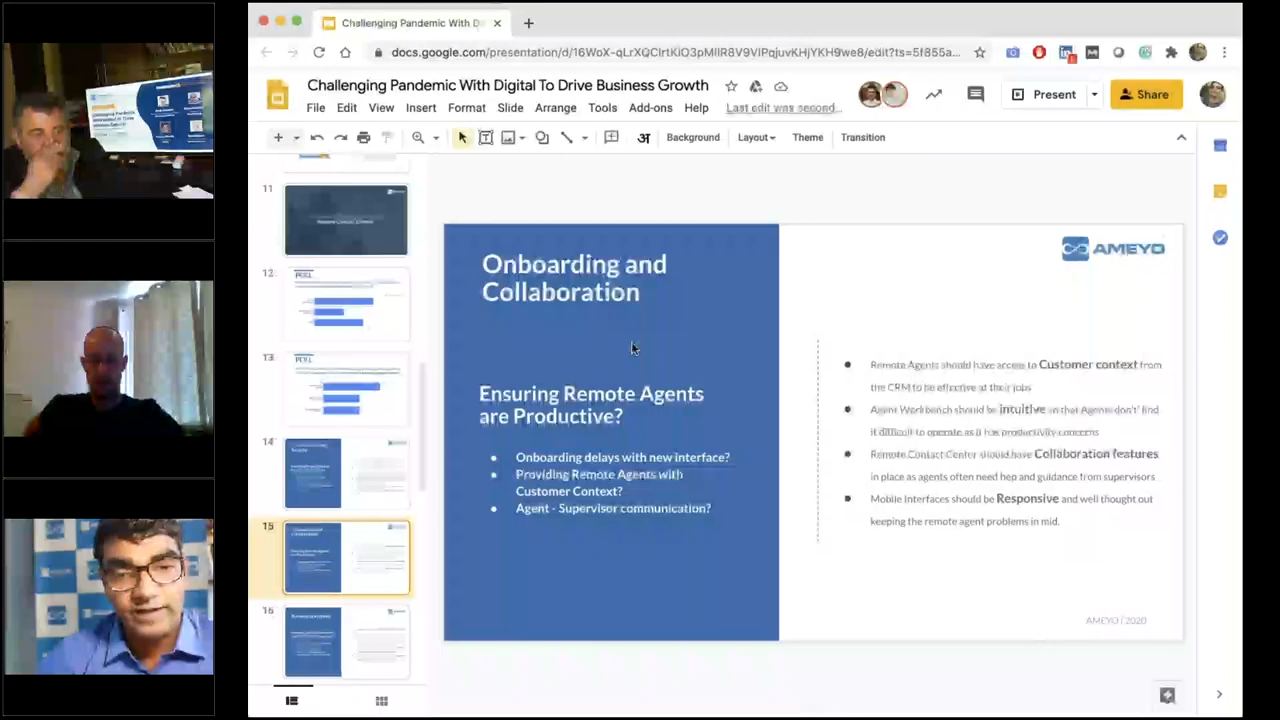 Challenging Pandemic With D
docs.google.com/presentation/d/16WoX-qLrXQCIrtKiO3pMIlR8V9VlPqjuvKHjYKH9we8/edit?ts=5f855a...
Challenging Pandemic With Digital To Drive Business Growth
File Edit View Insert Format Slide Arrange Tools Add-ons Help Last edit was second...
Present
Share
Background Layout Theme Transition
11
12
13
14
15
16
Onboarding and
Collaboration
Ensuring Remote Agents
are Productive?
Onboarding delays with new interface?
Providing Remote Agents with
Customer Context?
Agent - Supervisor communication?
AMEYO
Remote Agents should have access to Customer context from
the CRM to be effective at their jobs
Agent Workbench should be intuitive so that Agents don't' find
it difficult to operate as it has productivity concerns
Remote Contact Center should have Collaboration features
in place as agents often need hep and guidance from supervisors
Mobile Interfaces should be Responsive and well thought out
keeping the remote agent problems in mid.
AMEYO | 2020